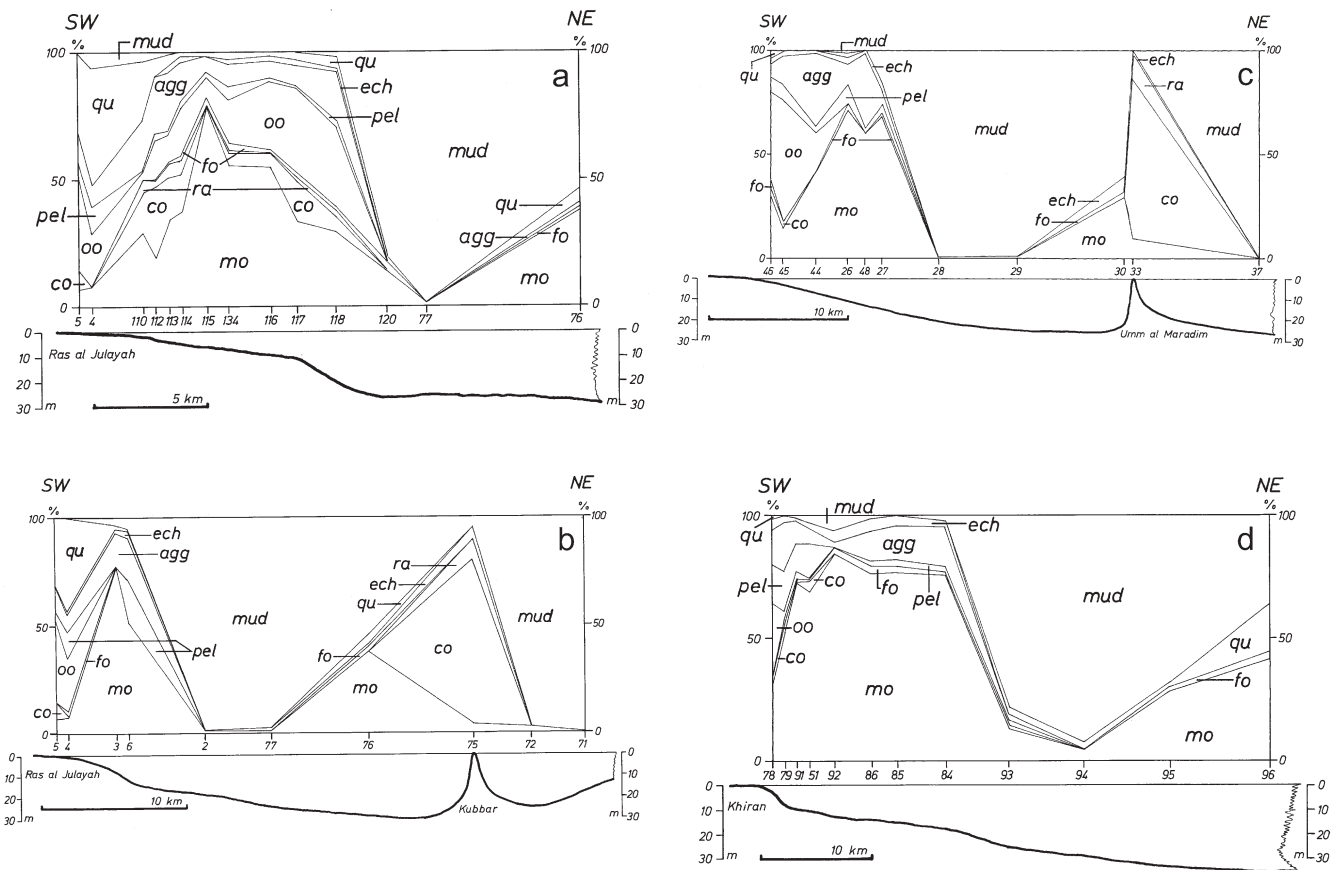 SW NE
% %
100 mud 100
a
qu
agg
qu
ech
pel
oo
mud
fo
50 50
ra
pel
co
co
qu
oo
agg
fo
mo
mo
co
0 0
5 4 110 112 113 114 115 134 116 117 118 120 77 76
0 0
Ras al Julayah
10 10
20 20
5 km
30 m m 30
SW NE
% %
100 mud 100
c
qu
agg
ech
ech
pel
ra
mud
mud
oo
50 50
fo
fo
ech
co
fo
co
mo
mo
0 0
46 45 44 26 48 27 28 29 30 33 37
0 0
10 10
20 10 km 20
30 m Umm al Maradim m 30
SW NE
% %
100 100
ech
b
qu
agg
ra
ech
qu
mud
mud
50 50
pel
fo
fo
co
oo
mo
mo
co
0 0
5 4 3 6 2 77 76 75 72 71
0 0
Ras al Julayah
10 10
20 10 km 20
Kubbar
30 m m 30
SW NE
% %
100 mud 100
qu
ech
d
agg
pel
co
fo
pel
mud
oo
50 50
co
qu
fo
mo
mo
0 0
78 79 91 51 92 86 85 84 93 94 95 96
0 0
Khiran
10 10
20 20
10 km
30 m m 30